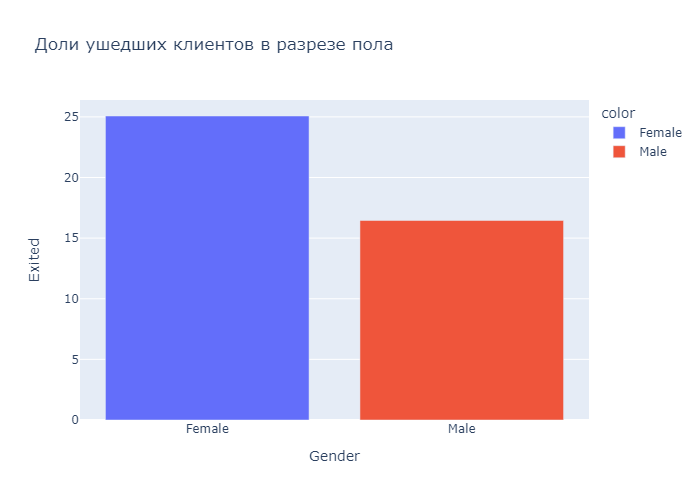 Доли ушедших клиентов в разрезе пола
color
Female
Male
Exited
25
20
15
10
5
0
Female
Male
Gender